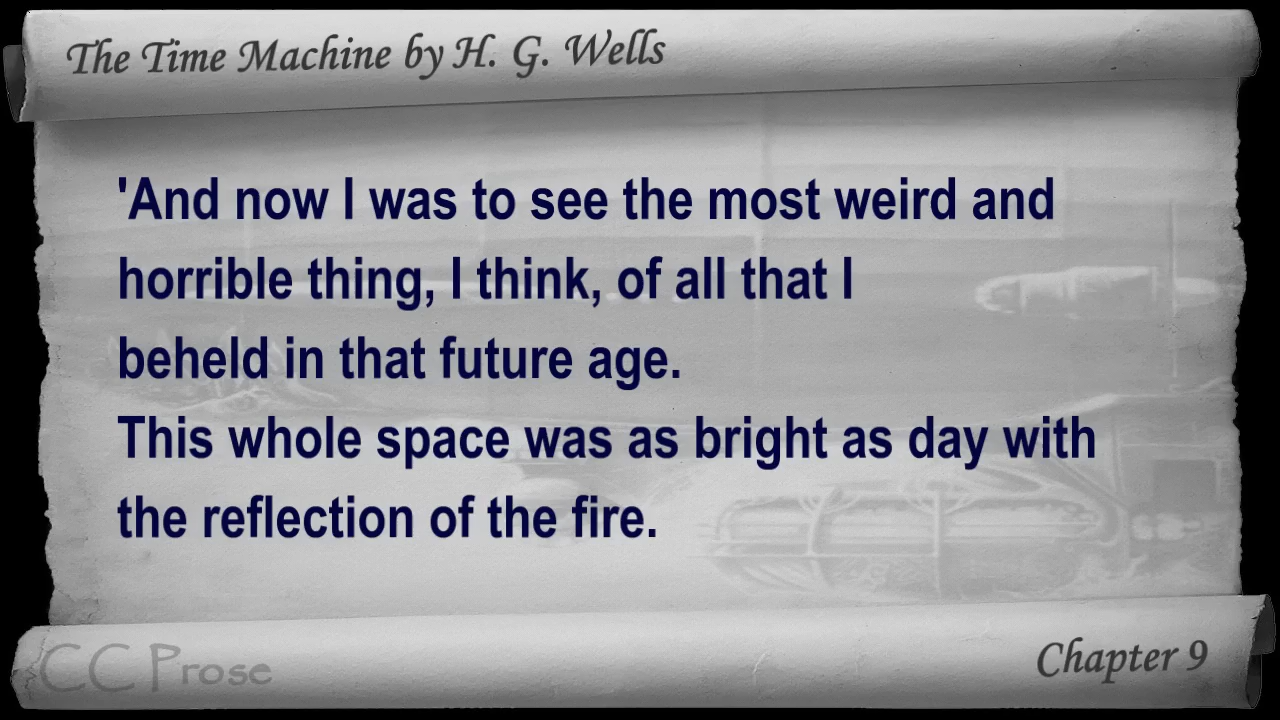 The Time Machine by H. G. Wells
'And now I was to see the most weird and
horrible thing, I think, of all that I
beheld in that future age.
This whole space was as bright as day with
the reflection of the fire.
CC Prose
Chapter 9